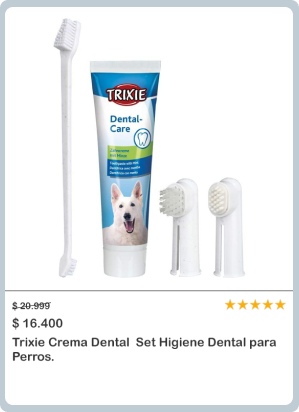 TRIXIE
Dental-
Care
$ 20.999
$ 16.400
Trixie Crema Dental Set Higiene Dental para
Perros.